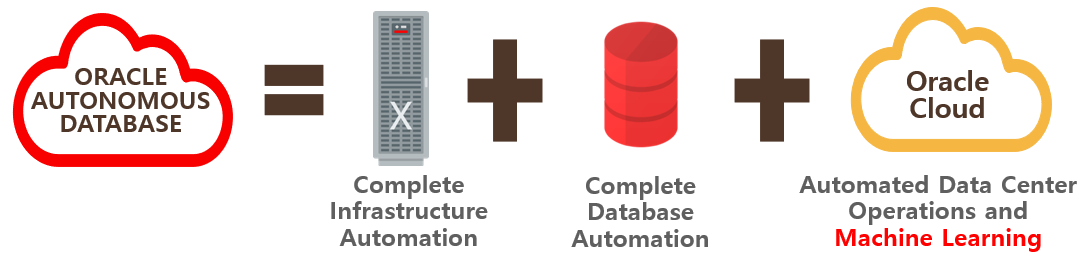 ORACLE
AUTONOMOUS
DATABASE
=
X
Complete
Infrastructure
Automation
+
Complete
Database
Automation
+
Oracle
Cloud
Automated Data Center
Operations and
Machine Learning